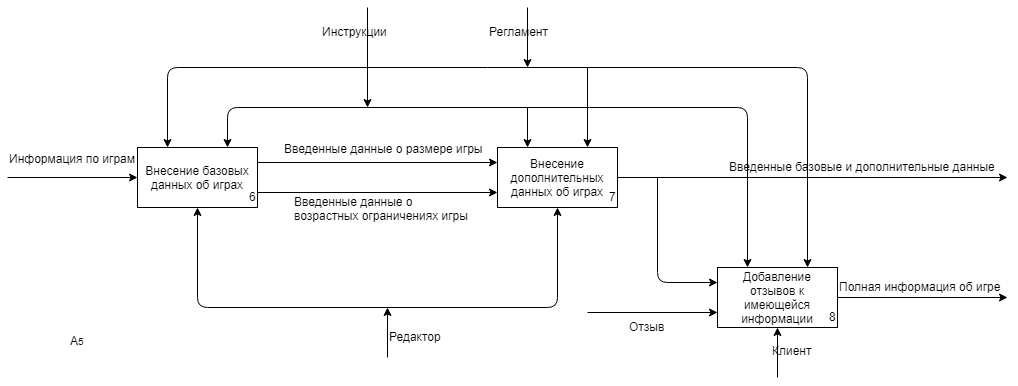 Инструкции
Регламент
Информация по играм
Внесение базовых
данных об играх
6
Введенные данные о размере игры
Введенные данные о
возрастных ограничениях игры
Внесение
дополнительных
данных об играх
7
Введенные базовые и дополнительные данные
Добавление
отзывов к
имеющейся
информации
8
Полная информация об игре
Отзыв
Редактор
Клиент
A5